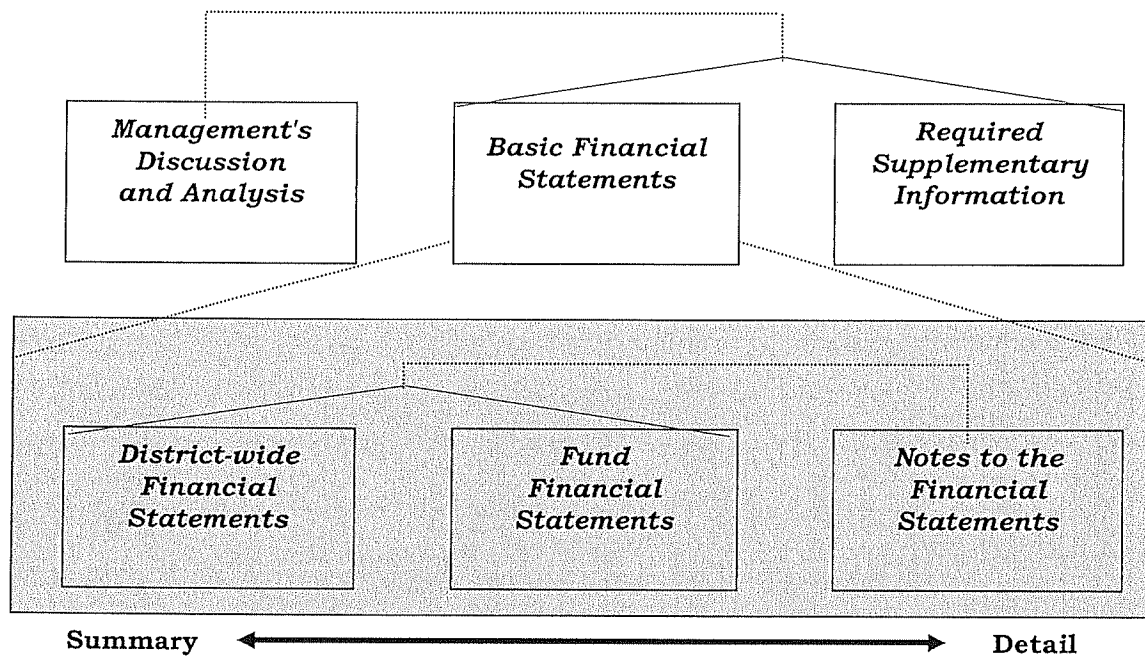 Management's
Discussion
and Analysis
Basic Financial
Statements
Required
Supplementary
Information
District-wide
Financial
Statements
Fund
Financial
Statements
Notes to the
Financial
Statements
Summary
Detail